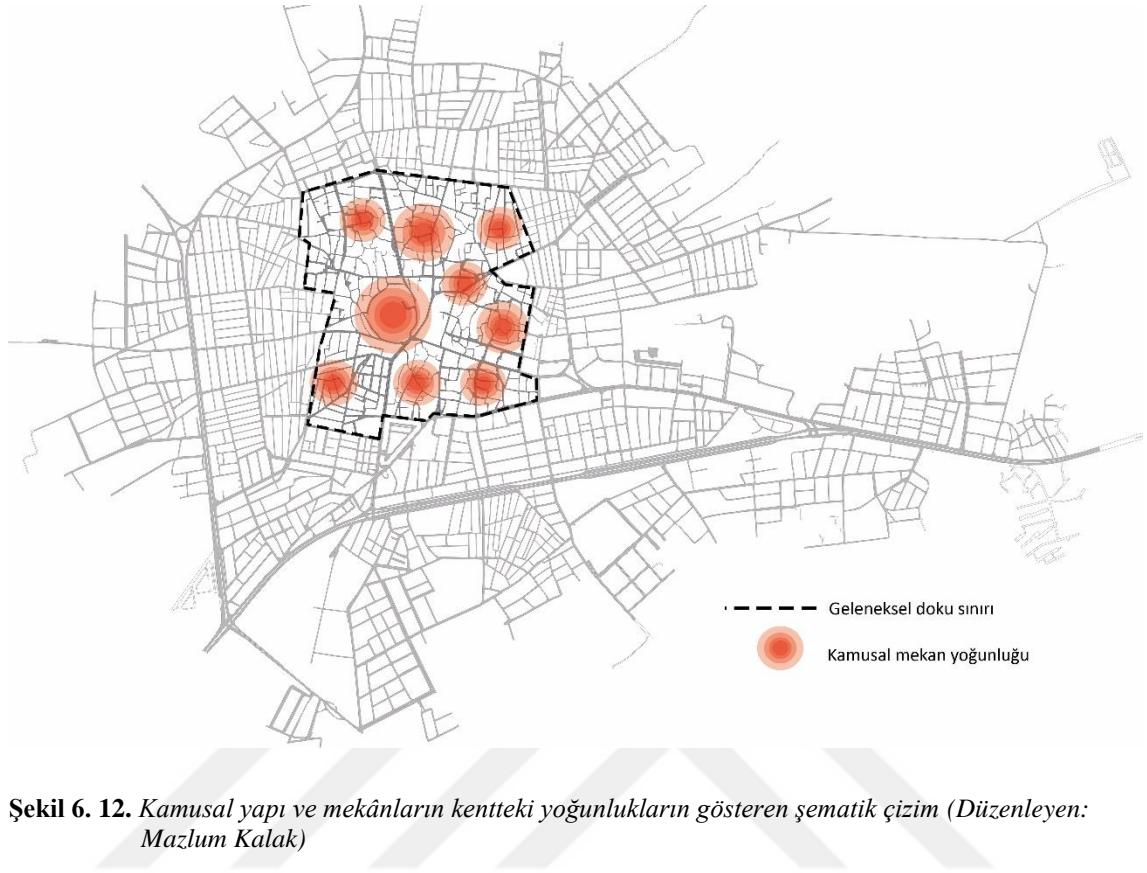 Geleneksel doku sınırı
Kamusal mekan yoğunluğu
Şekil 6. 12. Kamusal yapı ve mekânların kentteki yoğunlukların gösteren şematik çizim (Düzenleyen:
Mazlum Kalak)